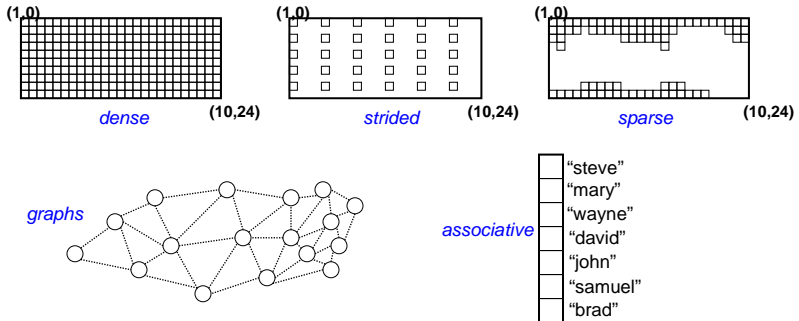 (1,0)
(10,24)
dense
(1,0)
(10,24)
strided
(1,0)
(10,24)
sparse
graphs
associative
“steve”
“mary”
“wayne”
“david”
“john”
“samuel”
“brad”